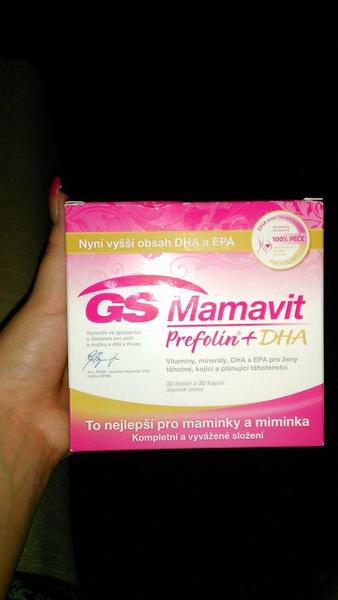 Nyní vyšší obsah DHA a EPA
100% PÉČE
GS Mamavit
Prefolin® + DHA
Vyvinuto ve spolupráci
s Ústavem pro péči
o matku a dítě v Praze
Vitamíny, minerály, DHA a EPA pro ženy
těhotné, kojící a plánující těhotenství
30 tablet a 30 kapslí
doplněk stravy
To nejlepší pro maminky a miminka
Kompletní a vyvážené složení